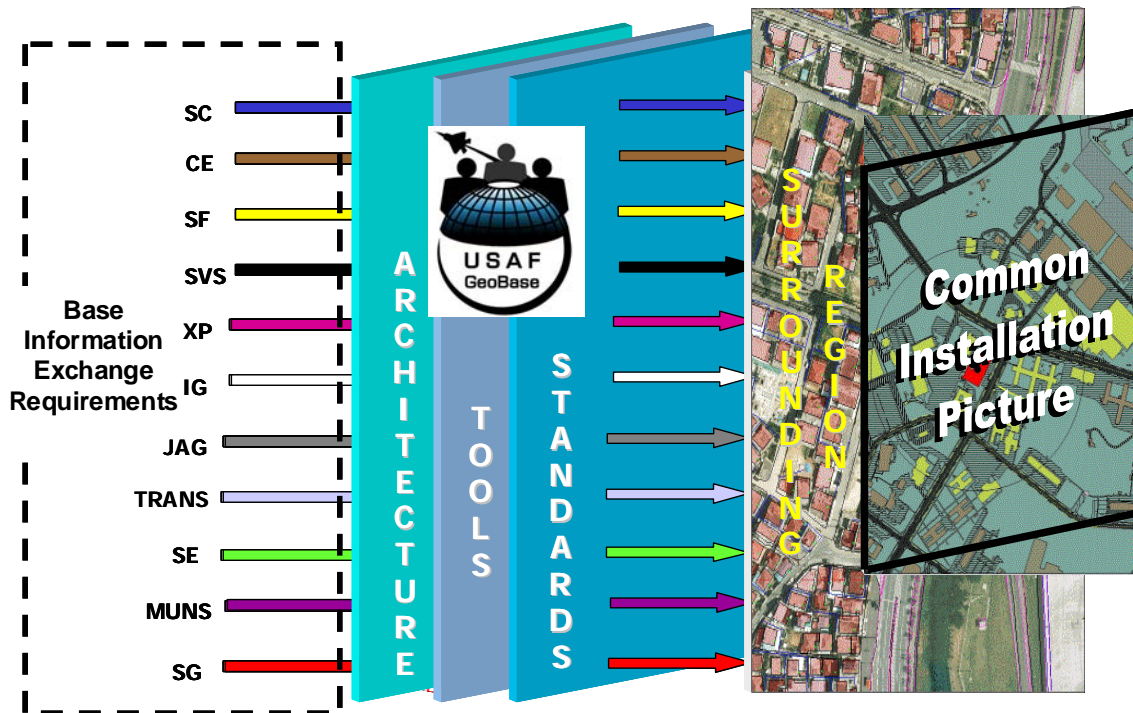 SC
CE
SF
SVS
XP
IG
JAG
TRANS
SE
MUNS
SG
Base
Information
Exchange
Requirements
ARCHITECTURE
TOOLS
STANDARDS
USAF
GeoBase
SURROUNDING
REGION
Common
Installation
Picture